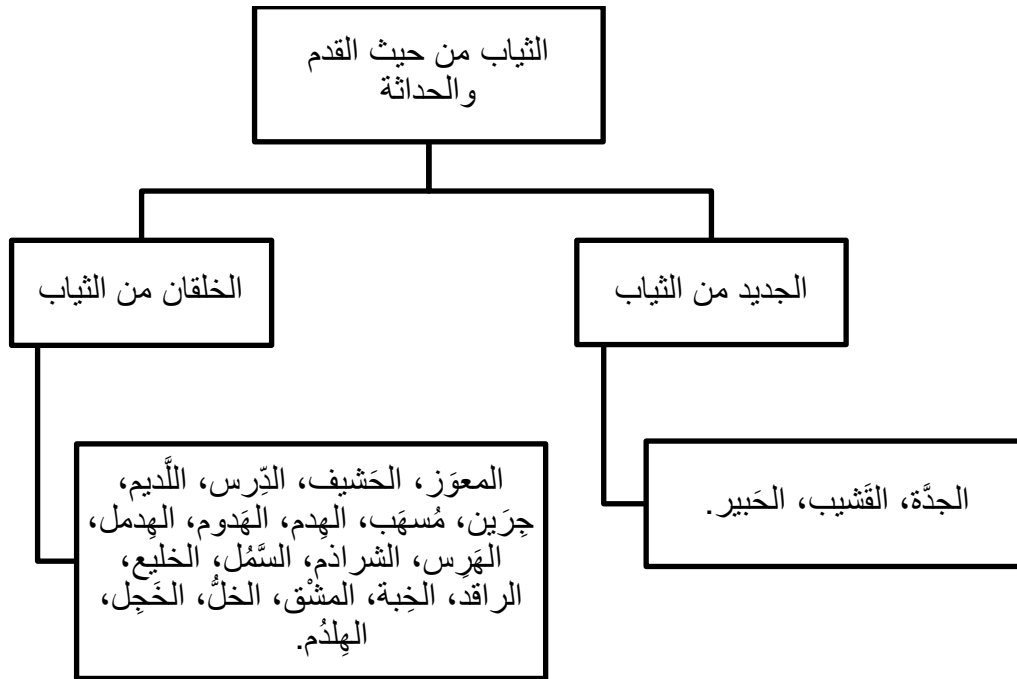 الثياب من حيث القدم
والحداثة
الجديد من الثياب
الخلقان من الثياب
الجدَّة، القَشيب، الحَبير.
المعوَز، الحَشيف، الدِّرس، اللَّديم،
جِرَين، مُسهَب، الهِدم، الهَدوم، الهِدمل،
الهَرِس، الشراذم، السَّمُل، الخليع،
الراقد، الخِبة، المشْق، الخلُّ، الخَجِل،
الهِلدُم.